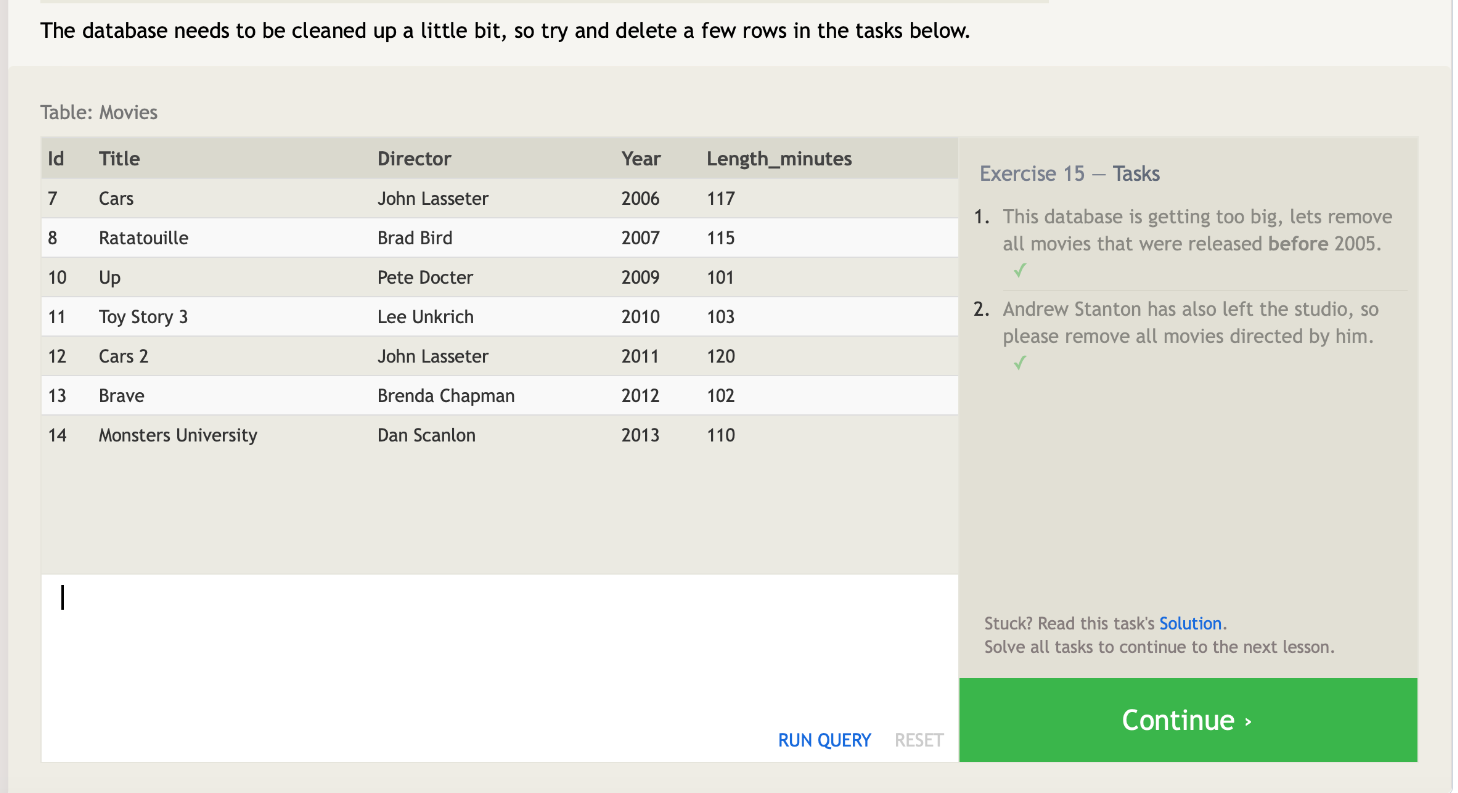 The database needs to be cleaned up a little bit, so try and delete a few rows in the tasks below.
Table: Movies
Id Title Director Year Length_minutes
7 Cars John Lasseter 2006 117
8 Ratatouille Brad Bird 2007 115
10 Up Pete Docter 2009 101
11 Toy Story 3 Lee Unkrich 2010 103
12 Cars 2 John Lasseter 2011 120
13 Brave Brenda Chapman 2012 102
14 Monsters University Dan Scanlon 2013 110
RUN QUERY RESET
Exercise 15 — Tasks
1. This database is getting too big, lets remove
all movies that were released before 2005.
✓
2. Andrew Stanton has also left the studio, so
please remove all movies directed by him.
✓
Stuck? Read this task's Solution.
Solve all tasks to continue to the next lesson.
Continue ›